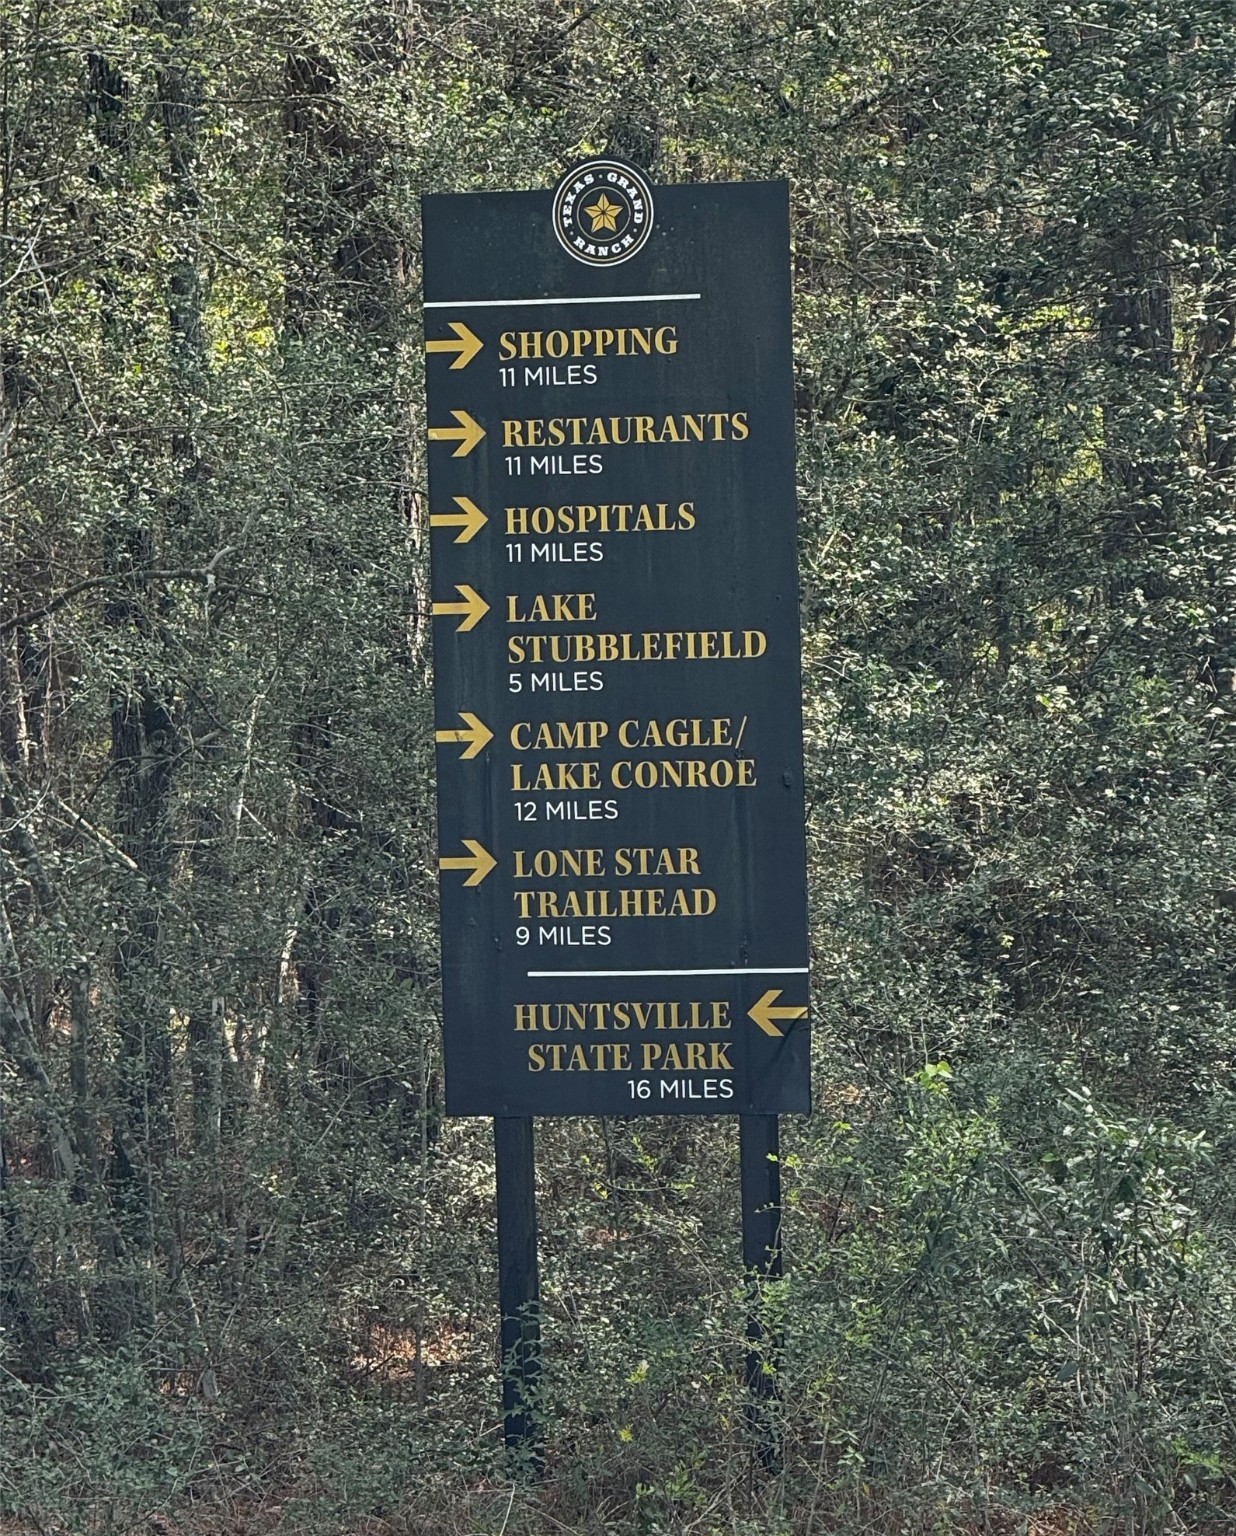 TEXAS · GRAND
· RANCH ·
SHOPPING
11 MILES
RESTAURANTS
11 MILES
HOSPITALS
11 MILES
LAKE
STUBBLEFIELD
5 MILES
CAMP CAGLE/
LAKE CONROE
12 MILES
LONE STAR
TRAILHEAD
9 MILES
HUNTSVILLE
STATE PARK
16 MILES